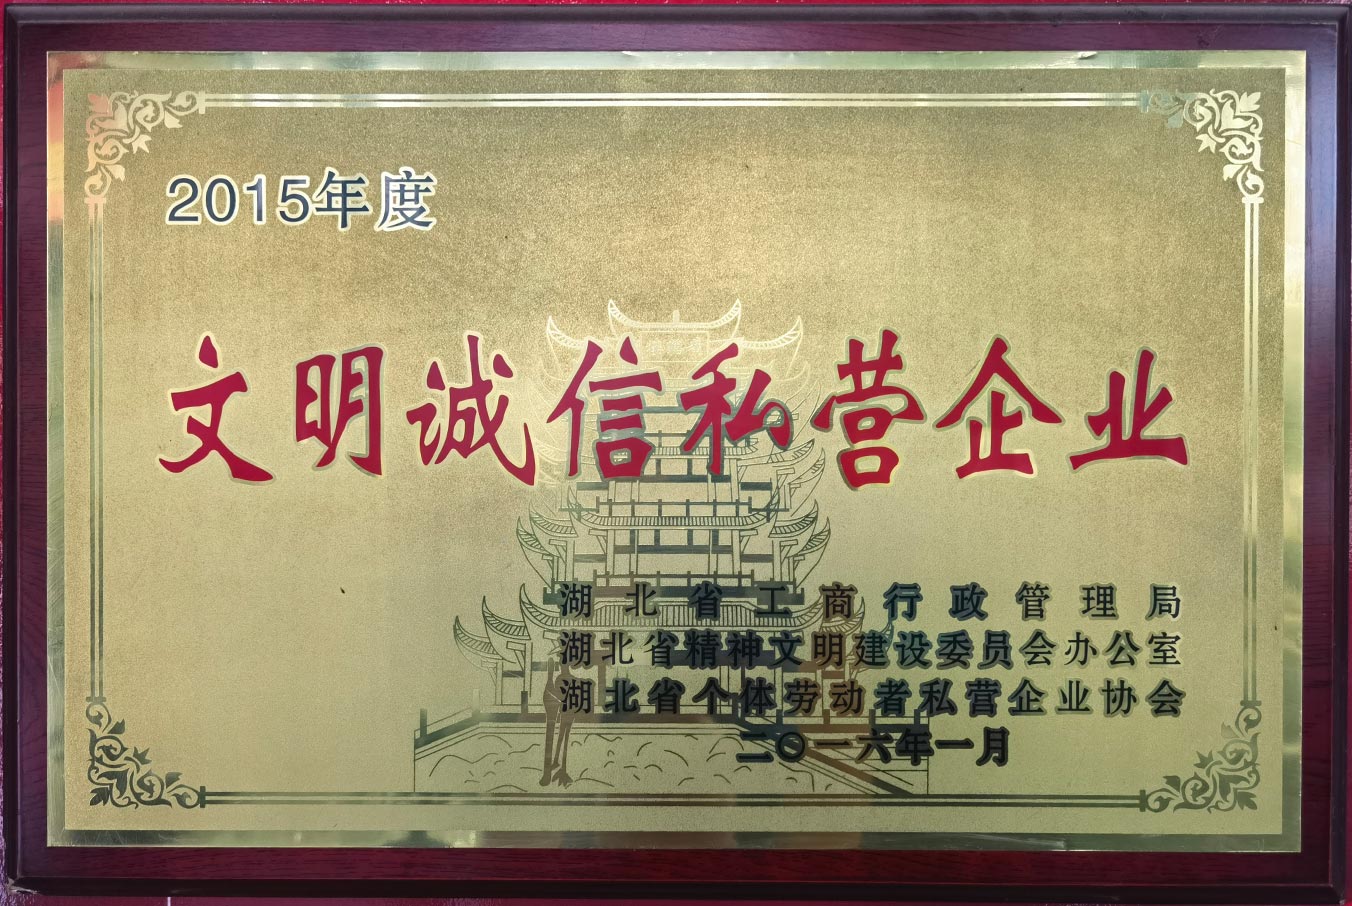 2015年度
文明诚信私营企业
湖北省工商行政管理局
湖北省精神文明建设委员会办公室
湖北省个体劳动者私营企业协会
二〇一六年一月